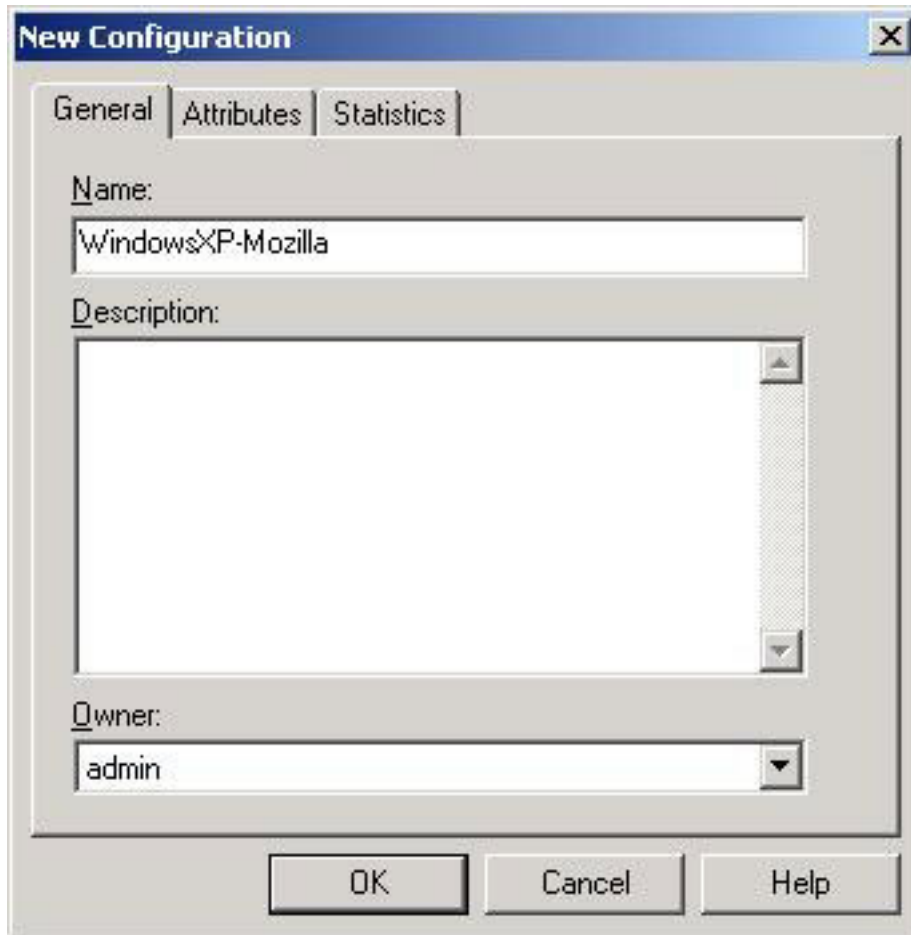 New Configuration
General Attributes Statistics
Name:
WindowsXP-Mozilla
Description:
Owner:
admin
OK Cancel Help